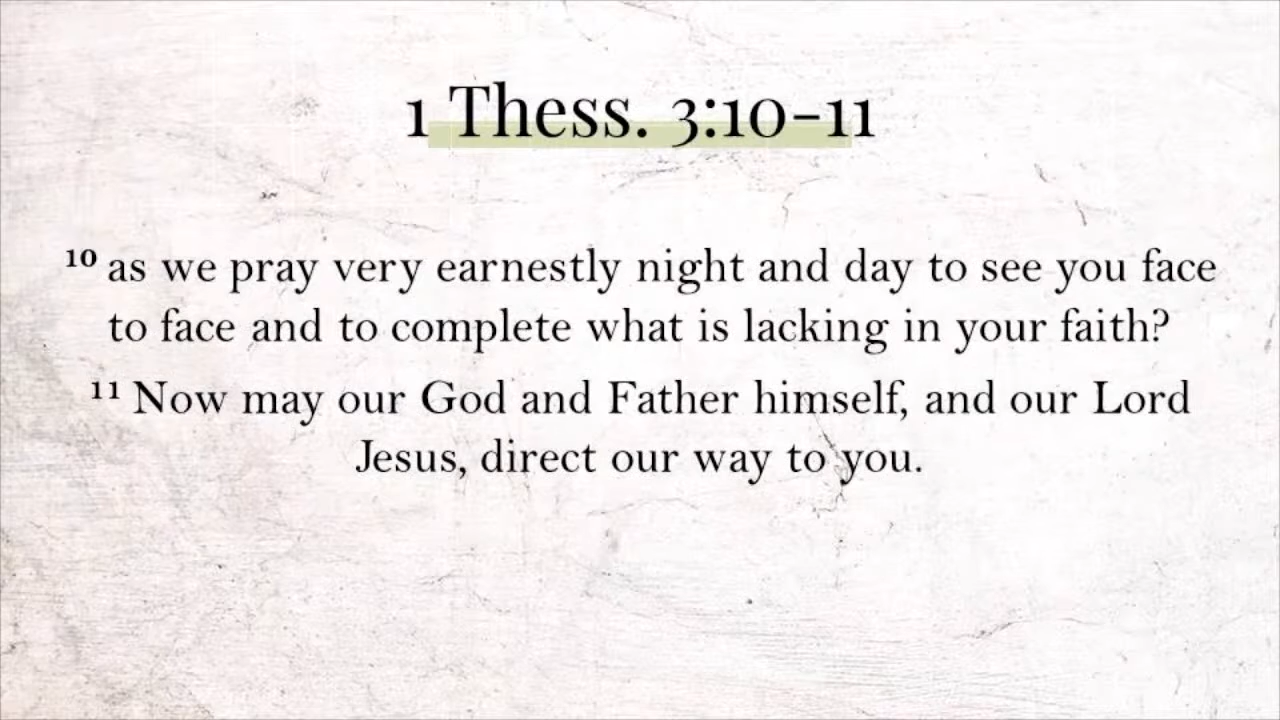 1 Thess. 3:10-11
10 as we pray very earnestly night and day to see you face
to face and to complete what is lacking in your faith?
11 Now may our God and Father himself, and our Lord
Jesus, direct our way to you.